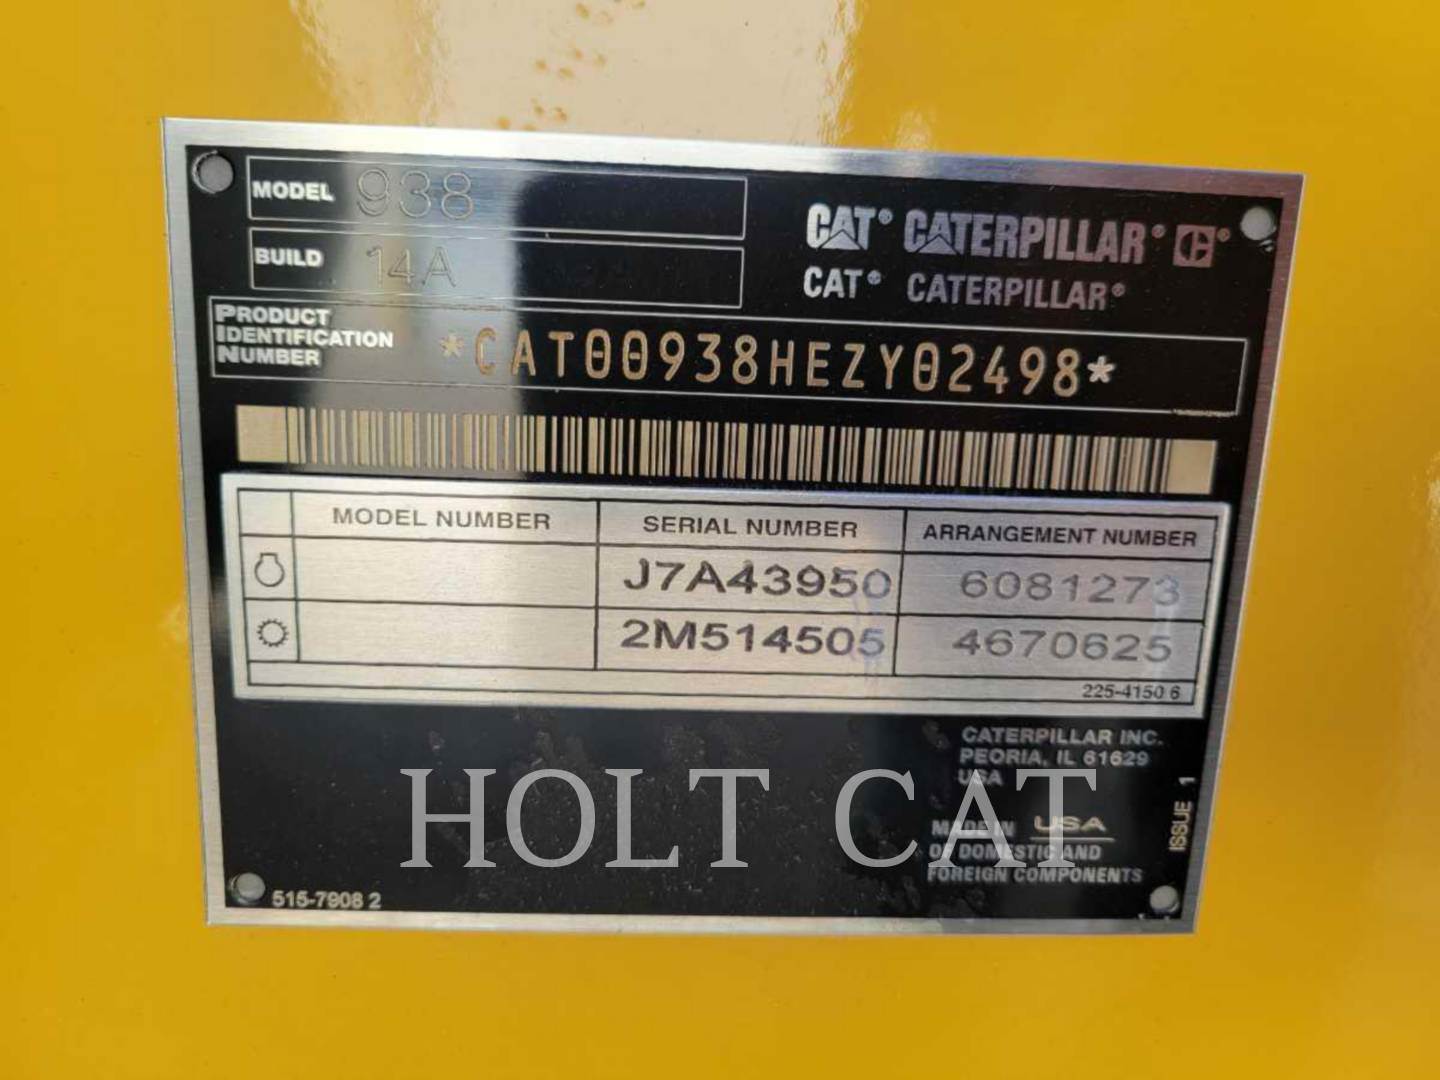 MODEL 938
BUILD 14A
CAT® CATERPILLAR®
CAT® CATERPILLAR®
PRODUCT
IDENTIFICATION
NUMBER
*CAT00938HEZY02498*
MODEL NUMBER SERIAL NUMBER ARRANGEMENT NUMBER
J7A43950 6081273
2M514505 4670625
225-4150 6
CATERPILLAR INC.
PEORIA, IL 61629
USA
MADE IN USA
OF DOMESTIC AND
FOREIGN COMPONENTS
ISSUE 1
515-7908 2
HOLT CAT